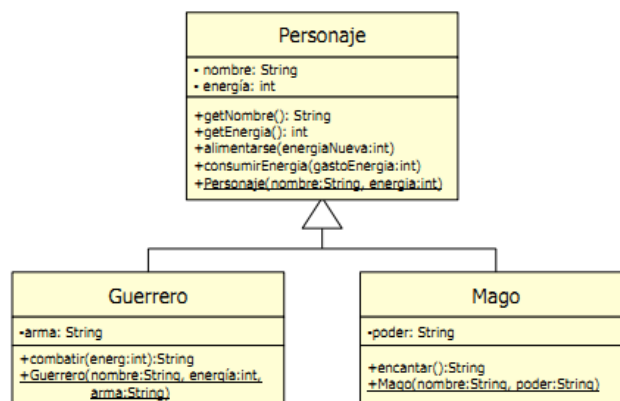 Personaje
- nombre: String
- energía: int
+getNombre(): String
+getEnergia(): int
+alimentarse(energiaNueva:int)
+consumirEnergia(gastoEnergia:int)
+Personaje(nombre:String, energia:int)
Guerrero
-arma: String
+combatir(energ:int):String
+Guerrero(nombre:String, energía:int,
arma:String)
Mago
-poder: String
+encantar():String
+Mago(nombre:String, poder:String)